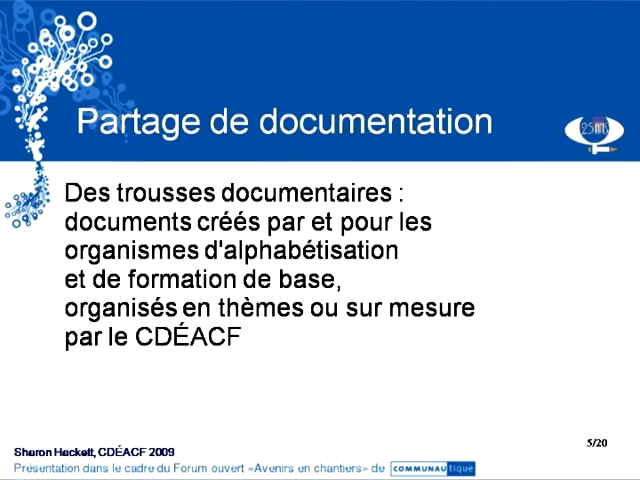 Partage de documentation
25 ANS
Des trousses documentaires :
documents créés par et pour les
organismes d'alphabétisation
et de formation de base,
organisés en thèmes ou sur mesure
par le CDÉACF
5/20
Sharon Hackett, CDÉACF 2009
Présentation dans le cadre du Forum ouvert «Avenirs en chantiers» de COMMUNAUtique